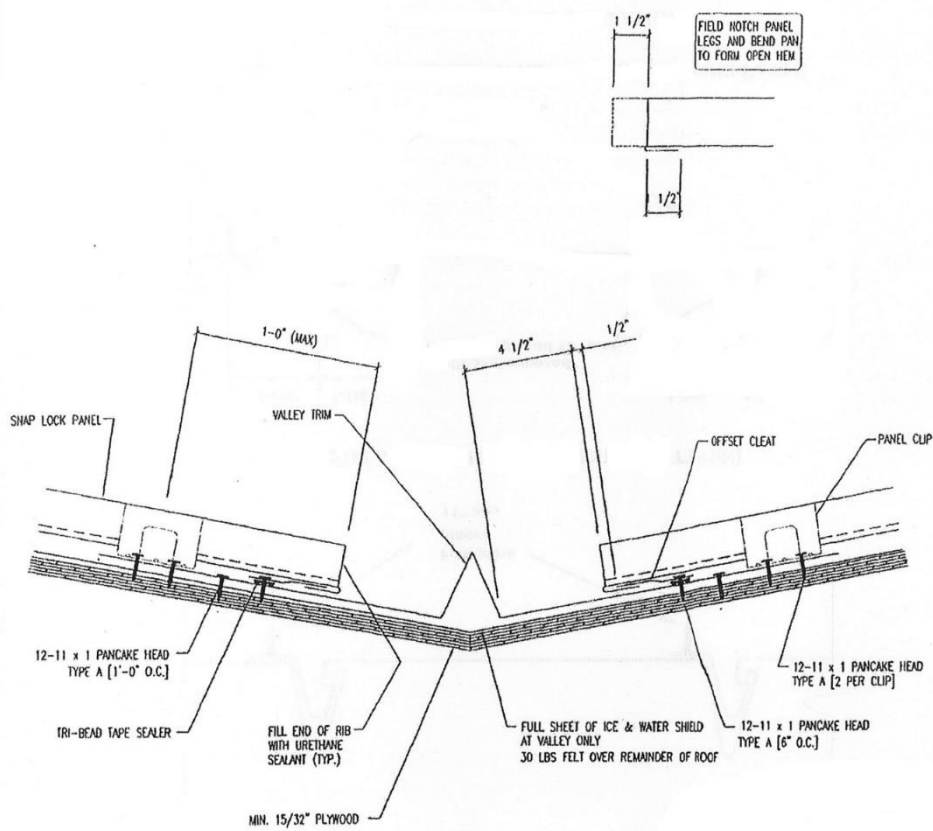 1 1/2"
FIELD NOTCH PANEL
LEGS AND BEND PAN
TO FORM OPEN HEM
1/2"
1-0" (MAX)
4 1/2"
1/2"
SNAP LOCK PANEL
VALLEY TRIM
OFFSET CLEAT
PANEL CLIP
12-11 x 1 PANCAKE HEAD
TYPE A [1'-0" O.C.]
TRI-BEAD TAPE SEALER
FILL END OF RIB
WITH URETHANE
SEALANT (TYP.)
MIN. 15/32" PLYWOOD
FULL SHEET OF ICE & WATER SHIELD
AT VALLEY ONLY
30 LBS FELT OVER REMAINDER OF ROOF
12-11 x 1 PANCAKE HEAD
TYPE A [6" O.C.]
12-11 x 1 PANCAKE HEAD
TYPE A [2 PER CLIP]